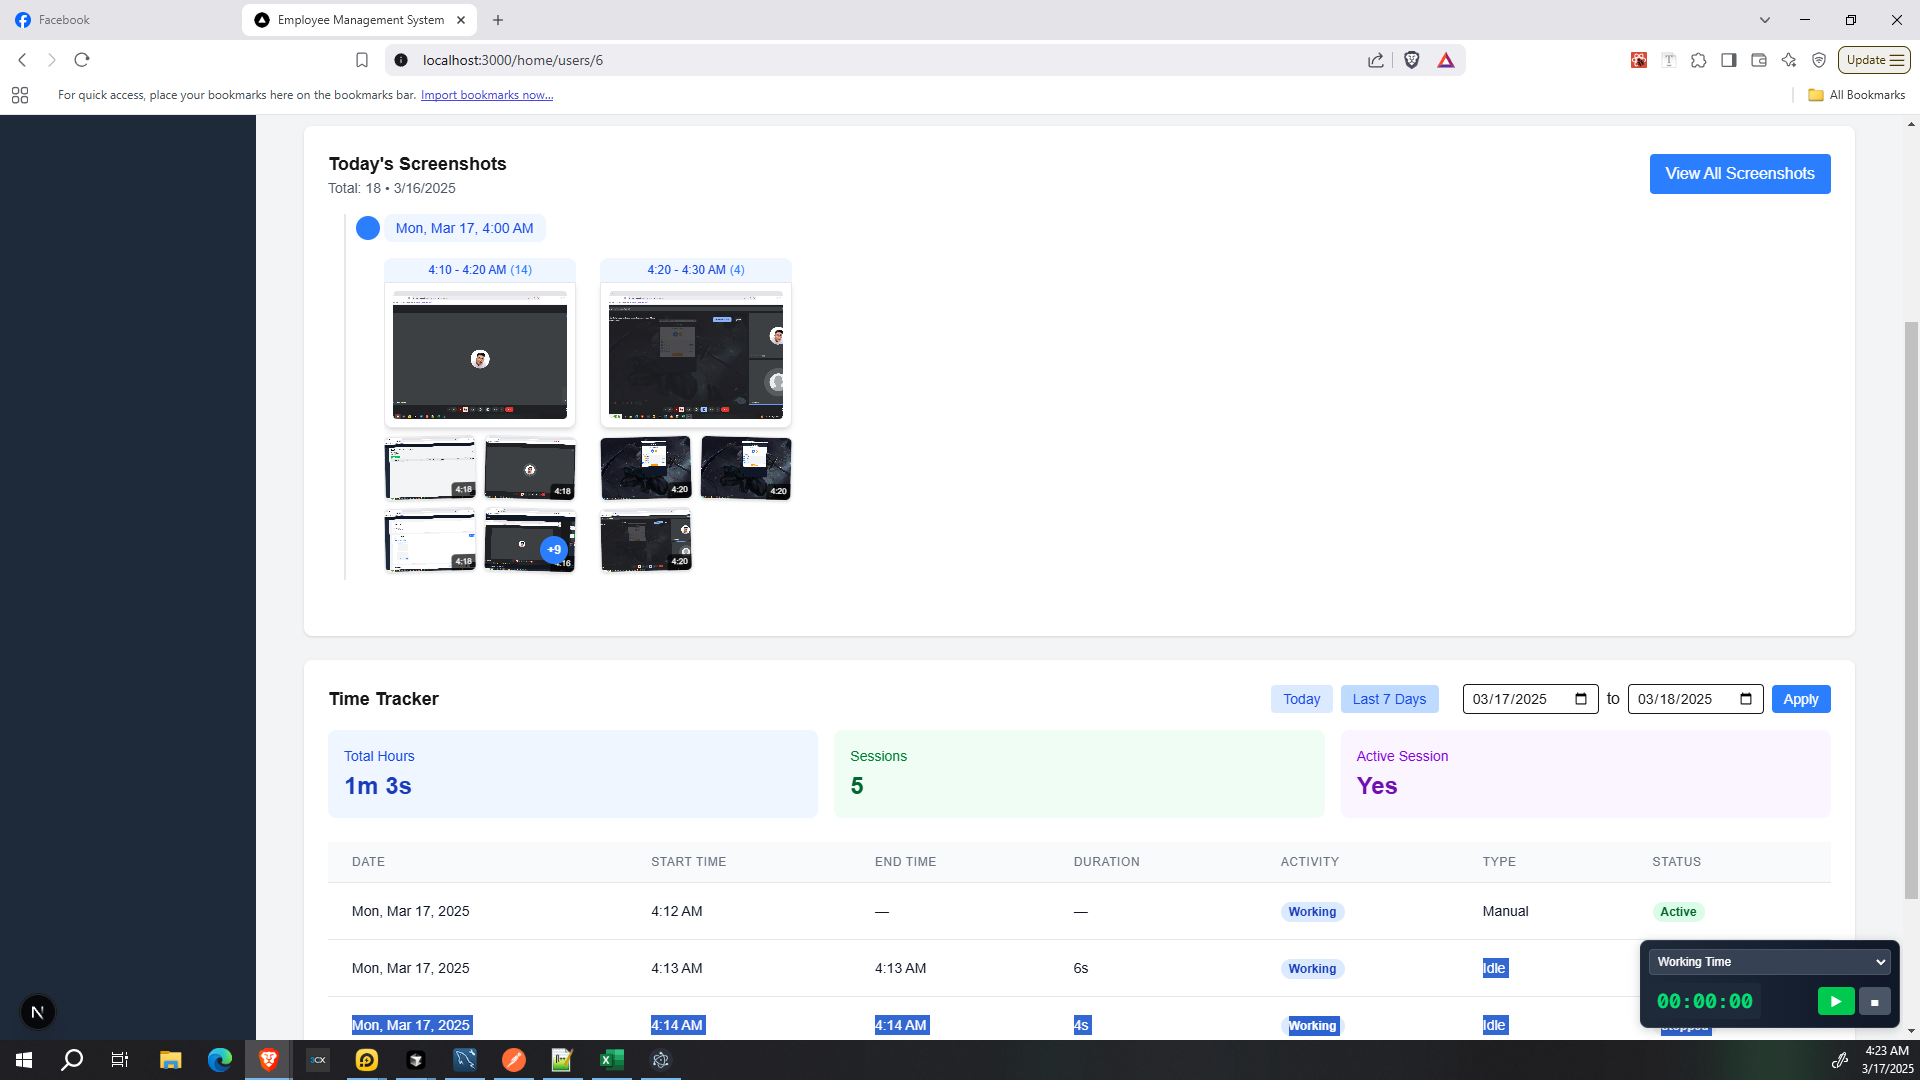 Facebook
Employee Management System
localhost:3000/home/users/6
Update
For quick access, place your bookmarks here on the bookmarks bar. Import bookmarks now...
All Bookmarks
Today's Screenshots
Total: 18 • 3/16/2025
View All Screenshots
Mon, Mar 17, 4:00 AM
4:10 - 4:20 AM (14)
4:20 - 4:30 AM (4)
4:18
4:18
4:20
4:20
4:18
+9
4:20
Time Tracker
Today
Last 7 Days
03/17/2025
to
03/18/2025
Apply
Total Hours
1m 3s
Sessions
5
Active Session
Yes
DATE START TIME END TIME DURATION ACTIVITY TYPE STATUS
Mon, Mar 17, 2025 4:12 AM — — Working Manual Active
Mon, Mar 17, 2025 4:13 AM 4:13 AM 6s Working Idle
Mon, Mar 17, 2025 4:14 AM 4:14 AM 4s Working Idle
Working Time
00:00:00
N
3CX
4:23 AM
3/17/2025